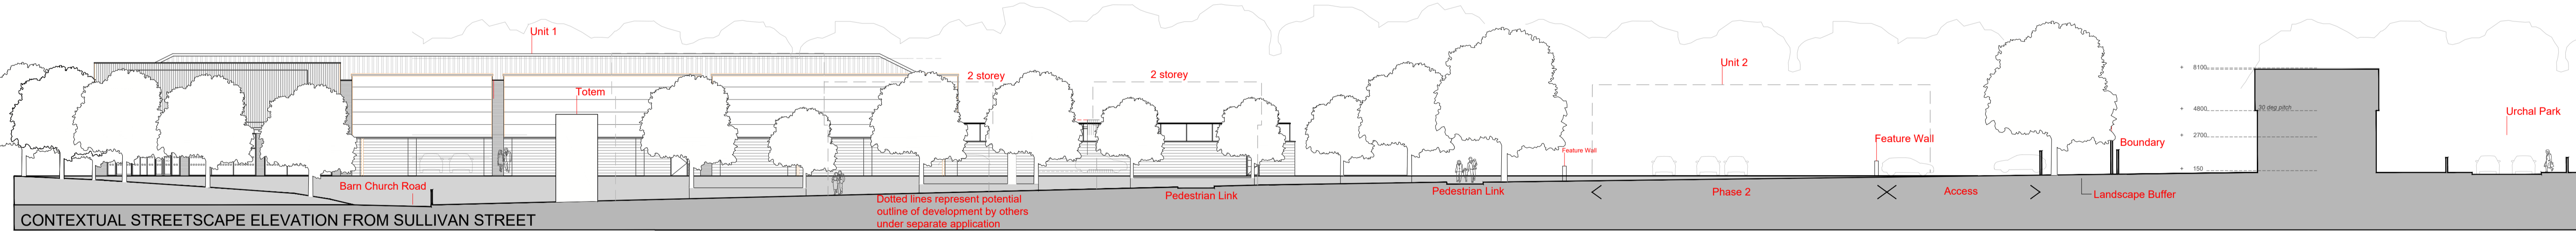 Unit 1
2 storey
2 storey
Totem
Unit 2
+ 8100
+ 4800
30 deg pitch
+ 2700
+ 150
Urchal Park
Feature Wall
Feature Wall
Boundary
Barn Church Road
Pedestrian Link
Pedestrian Link
Phase 2
Access
Landscape Buffer
Dotted lines represent potential
outline of development by others
under separate application
CONTEXTUAL STREETSCAPE ELEVATION FROM SULLIVAN STREET